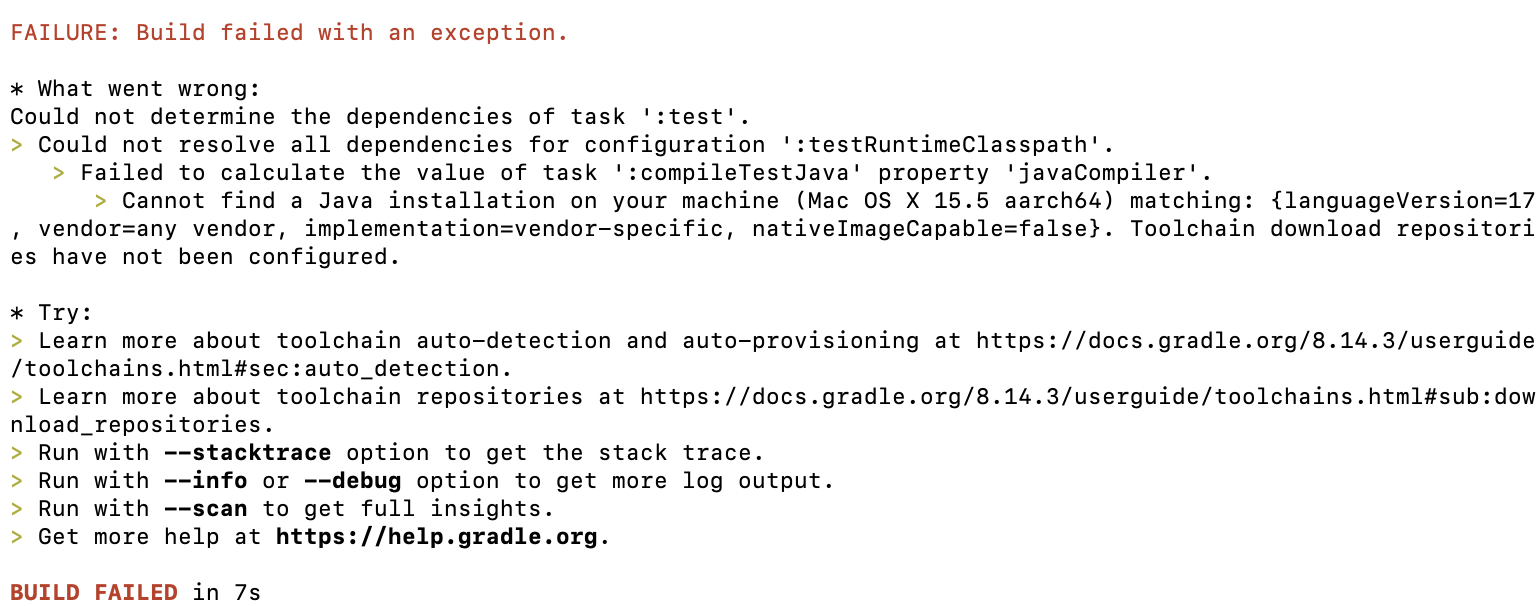 FAILURE: Build failed with an exception.
* What went wrong:
Could not determine the dependencies of task ':test'.
> Could not resolve all dependencies for configuration ':testRuntimeClasspath'.
> Failed to calculate the value of task ':compileTestJava' property 'javaCompiler'.
> Cannot find a Java installation on your machine (Mac OS X 15.5 aarch64) matching: {languageVersion=17
, vendor=any vendor, implementation=vendor-specific, nativeImageCapable=false}. Toolchain download repositori
es have not been configured.
* Try:
> Learn more about toolchain auto-detection and auto-provisioning at https://docs.gradle.org/8.14.3/userguide
/toolchains.html#sec:auto_detection.
> Learn more about toolchain repositories at https://docs.gradle.org/8.14.3/userguide/toolchains.html#sub:dow
nload_repositories.
> Run with --stacktrace option to get the stack trace.
> Run with --info or --debug option to get more log output.
> Run with --scan to get full insights.
> Get more help at https://help.gradle.org.
BUILD FAILED in 7s